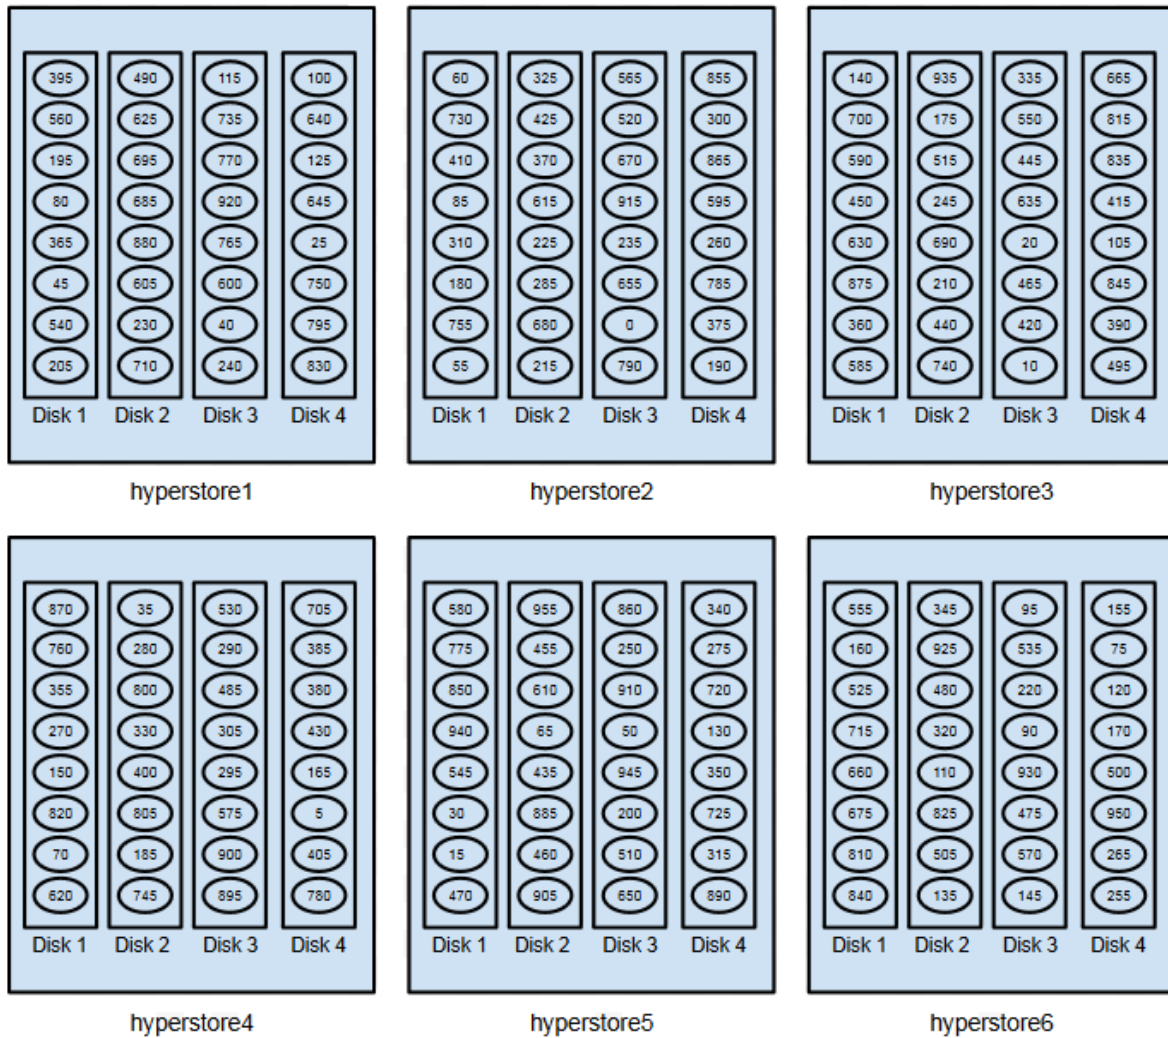 395 490 115 100 60 325 565 855 140 935 335 665
560 625 735 640 730 425 520 300 700 175 550 815
195 695 770 125 410 370 670 865 590 515 445 835
80 685 920 645 85 615 915 595 450 245 635 415
365 880 765 25 310 225 235 260 630 690 20 105
45 605 600 750 180 285 655 785 875 210 465 845
540 230 40 795 755 680 0 375 360 440 420 390
205 710 240 830 55 215 790 190 585 740 10 495
Disk 1 Disk 2 Disk 3 Disk 4 Disk 1 Disk 2 Disk 3 Disk 4 Disk 1 Disk 2 Disk 3 Disk 4
hyperstore1 hyperstore2 hyperstore3
870 35 530 705 580 955 860 340 555 345 95 155
760 280 290 385 775 455 250 275 160 925 535 75
355 800 485 380 850 610 910 720 525 480 220 120
270 330 305 430 940 65 50 130 715 320 90 170
150 400 295 165 545 435 945 350 660 110 930 500
820 805 575 5 30 885 200 725 675 825 475 950
70 185 900 405 15 460 510 315 810 505 570 265
620 745 895 780 470 905 650 890 840 135 145 255
Disk 1 Disk 2 Disk 3 Disk 4 Disk 1 Disk 2 Disk 3 Disk 4 Disk 1 Disk 2 Disk 3 Disk 4
hyperstore4 hyperstore5 hyperstore6